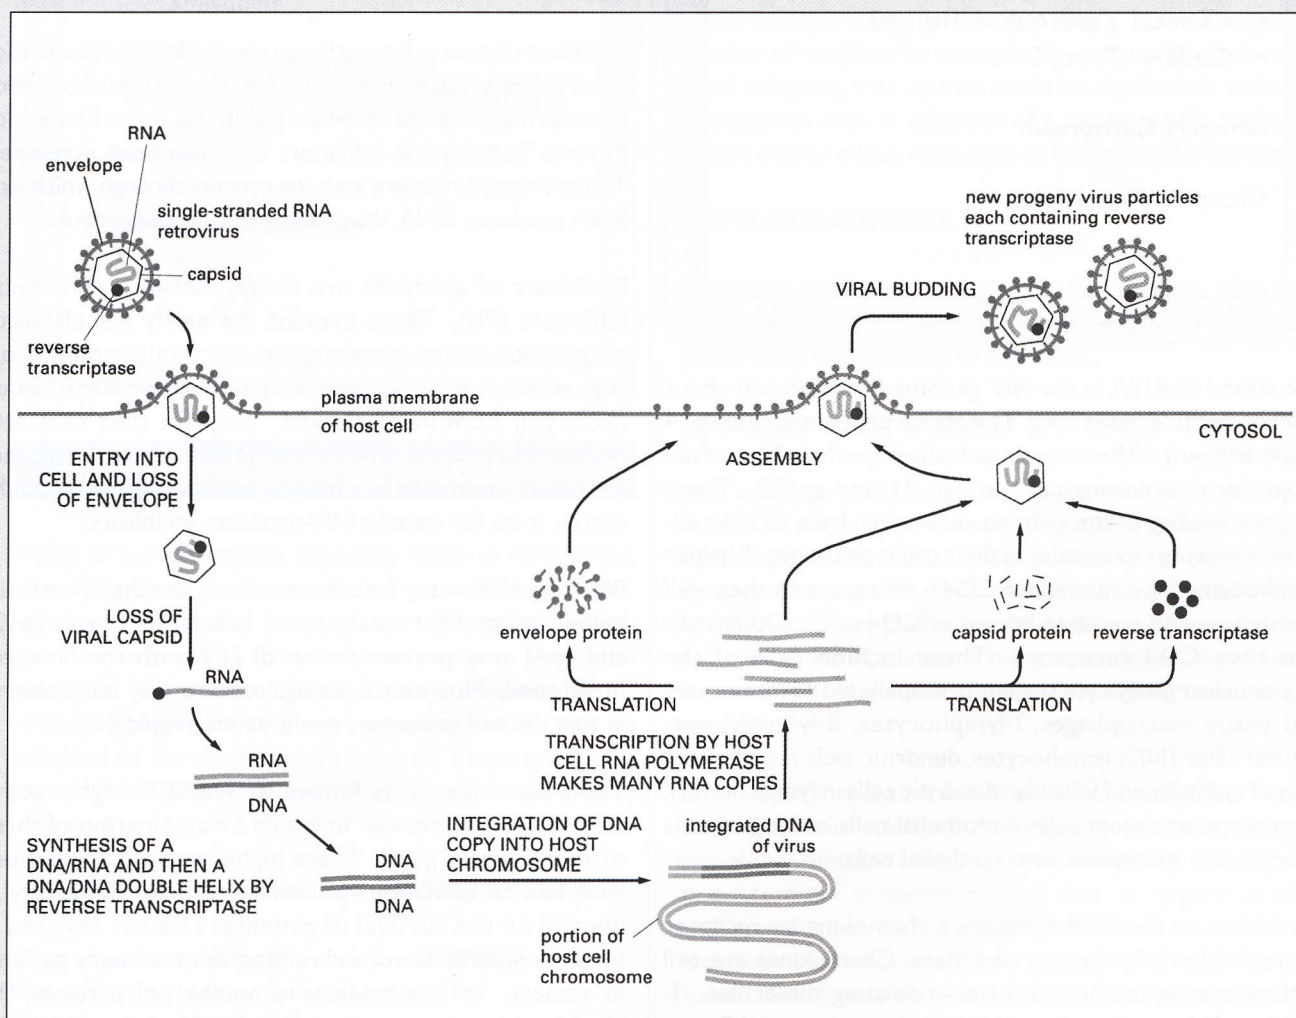 RNA
envelope
single-stranded RNA
retrovirus
capsid
reverse
transcriptase
new progeny virus particles
each containing reverse
transcriptase
VIRAL BUDDING
plasma membrane
of host cell
CYTOSOL
ENTRY INTO
CELL AND LOSS
OF ENVELOPE
ASSEMBLY
LOSS OF
VIRAL CAPSID
envelope protein
capsid protein
reverse transcriptase
RNA
TRANSLATION
TRANSLATION
TRANSCRIPTION BY HOST
CELL RNA POLYMERASE
MAKES MANY RNA COPIES
RNA
DNA
SYNTHESIS OF A
DNA/RNA AND THEN A
DNA/DNA DOUBLE HELIX BY
REVERSE TRANSCRIPTASE
DNA
DNA
INTEGRATION OF DNA
COPY INTO HOST
CHROMOSOME
integrated DNA
of virus
portion of
host cell
chromosome